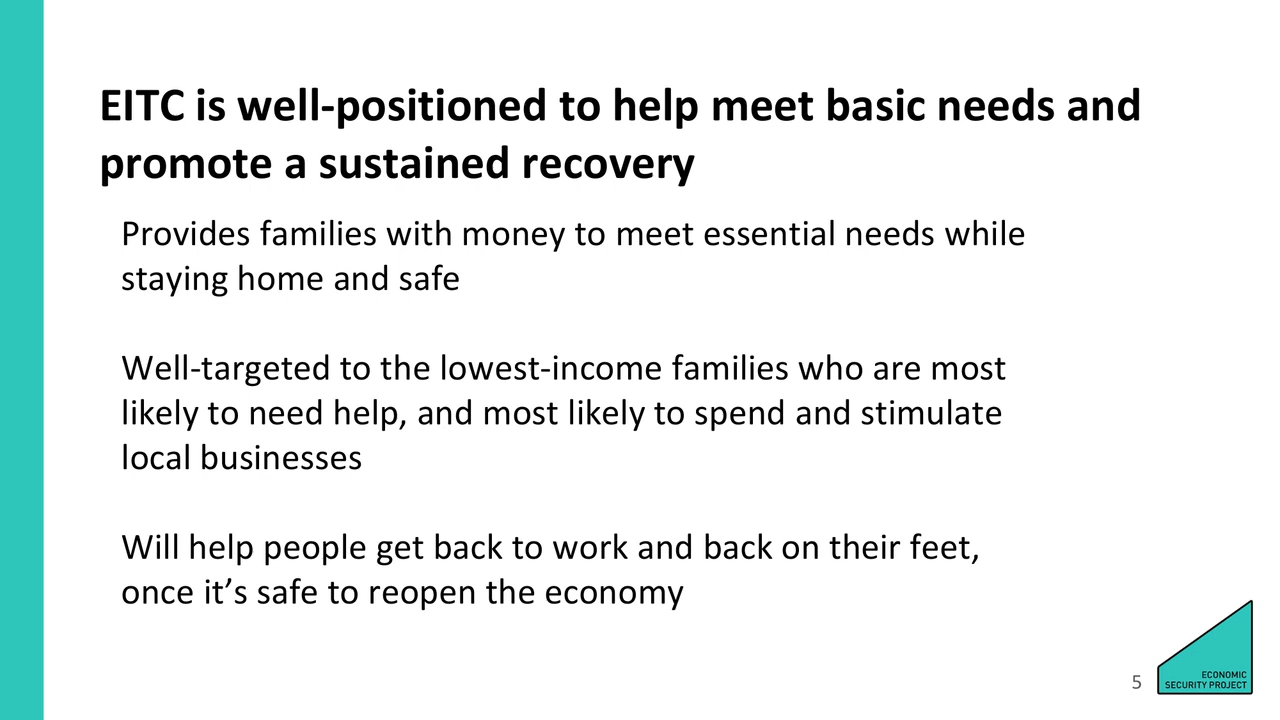 EITC is well-positioned to help meet basic needs and
promote a sustained recovery
Provides families with money to meet essential needs while
staying home and safe
Well-targeted to the lowest-income families who are most
likely to need help, and most likely to spend and stimulate
local businesses
Will help people get back to work and back on their feet,
once it’s safe to reopen the economy
5
ECONOMIC
SECURITY PROJECT